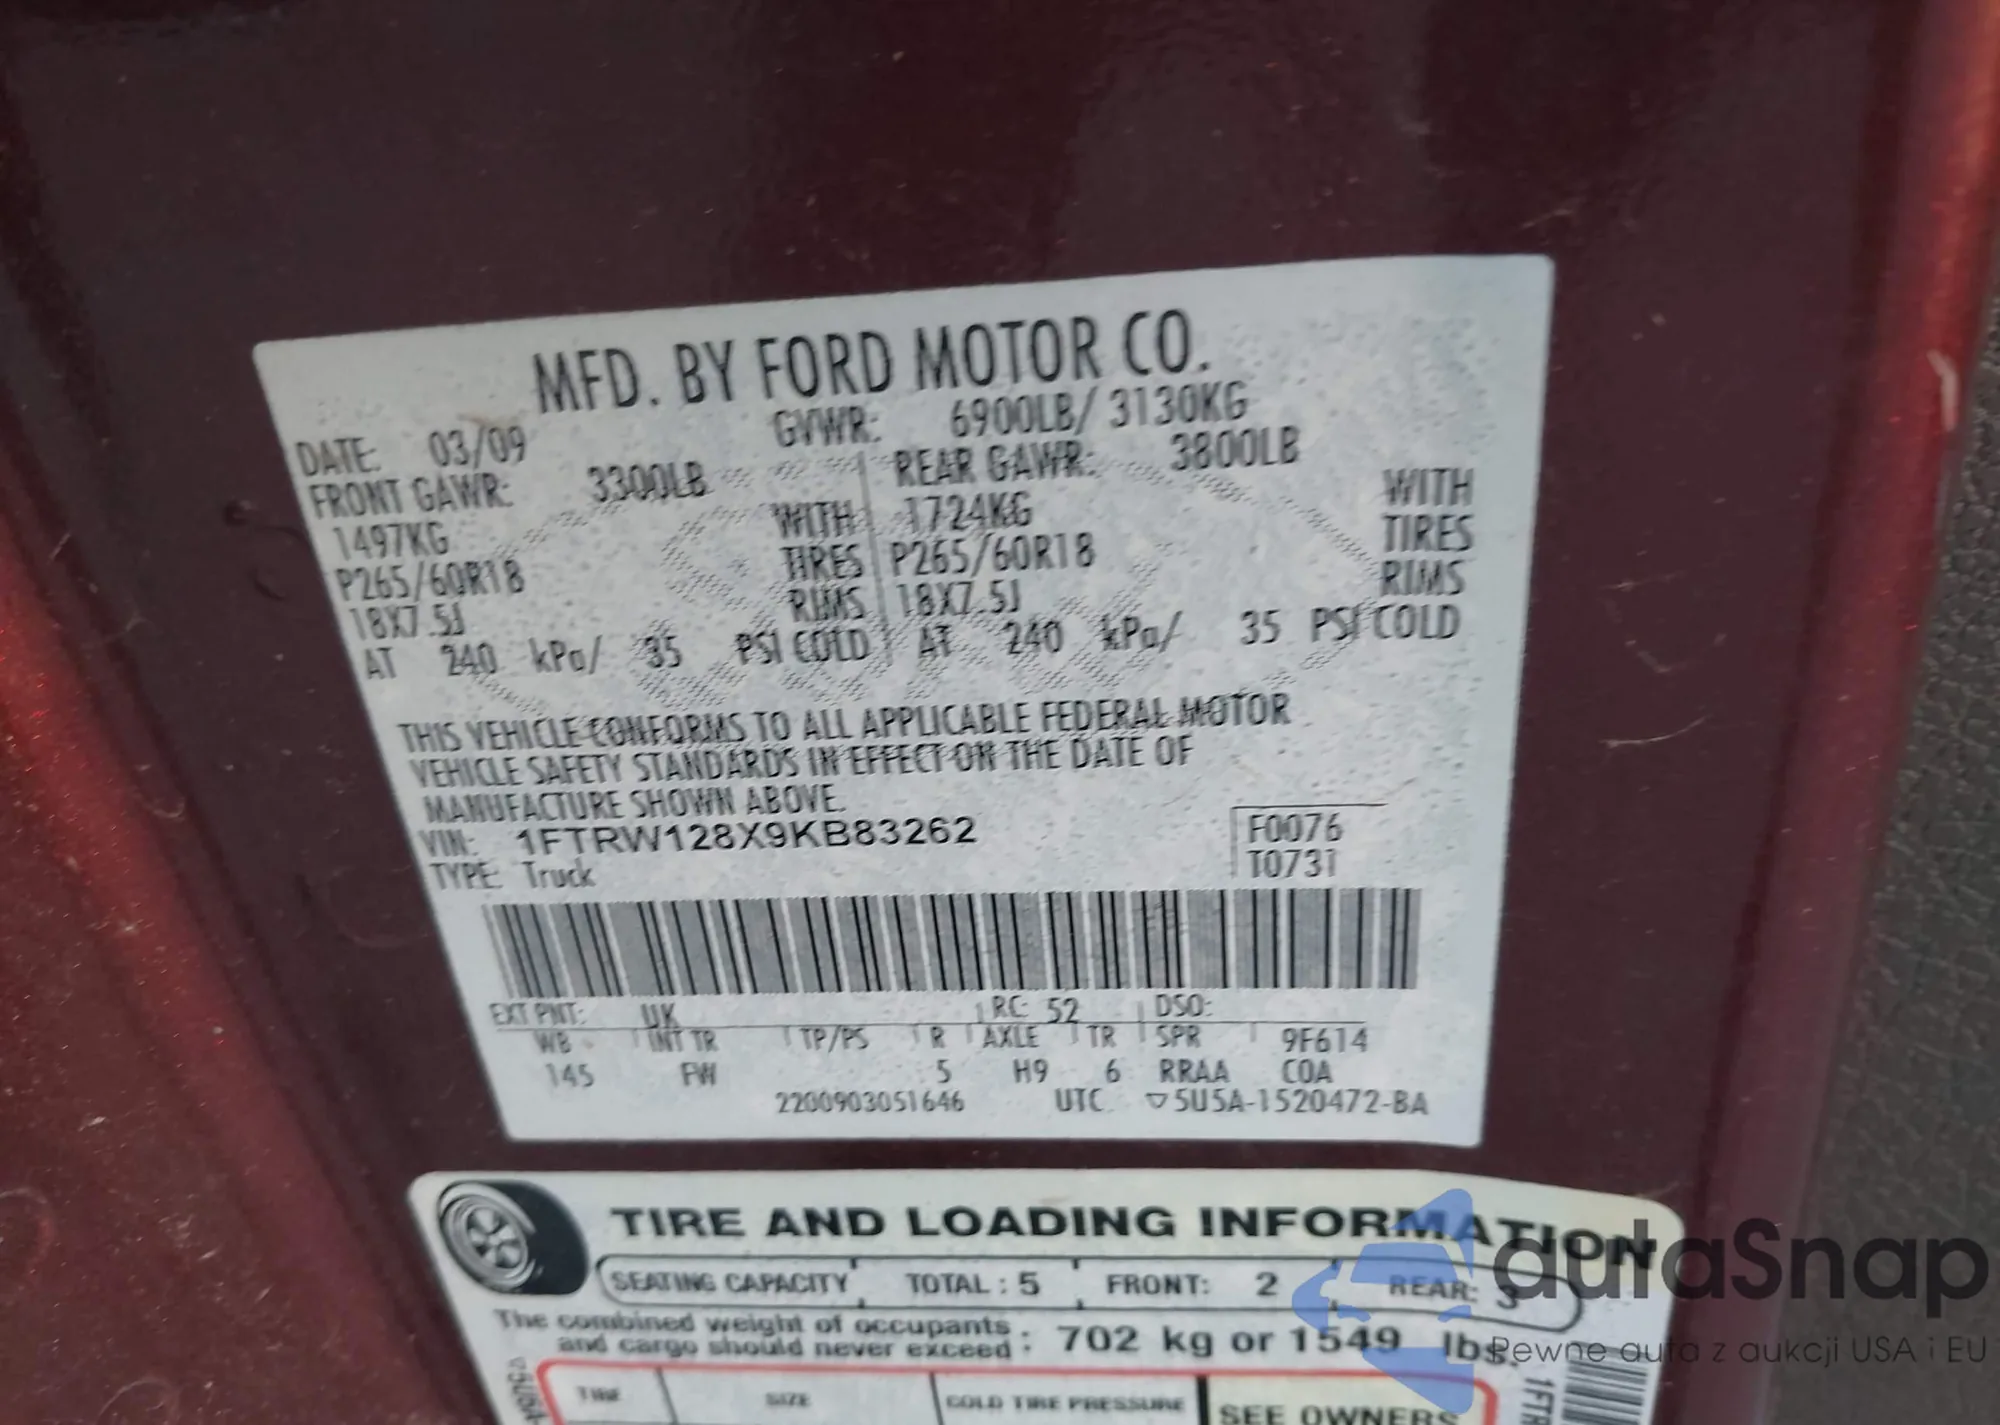 MFD. BY FORD MOTOR CO.
DATE: 03/09 GVWR: 6900LB/ 3130KG
FRONT GAWR: 3300LB REAR GAWR: 3800LB
1497KG WITH 1724KG WITH
P265/60R18 TIRES P265/60R18 TIRES
18X7.5J RIMS 18X7.5J RIMS
AT 240 kPa/ 35 PSI COLD AT 240 kPa/ 35 PSI COLD
THIS VEHICLE CONFORMS TO ALL APPLICABLE FEDERAL MOTOR
VEHICLE SAFETY STANDARDS IN EFFECT ON THE DATE OF
MANUFACTURE SHOWN ABOVE.
VIN: 1FTRW128X9KB83262 F0076
TYPE: Truck T0731
EXT PNT: UK RC: 52 DSO:
WB INT TR TP/PS R AXLE TR SPR 9F614
145 FW 5 H9 6 RRAA COA
2200903051646 UTC ▽5U5A-1520472-BA
TIRE AND LOADING INFORMATION
SEATING CAPACITY TOTAL : 5 FRONT: 2 REAR: 3
The combined weight of occupants
and cargo should never exceed : 702 kg or 1549 lbs.
TIRE SIZE COLD TIRE PRESSURE SEE OWNERS
1FTR
autaSnap
Pewne auta z aukcji USA i EU